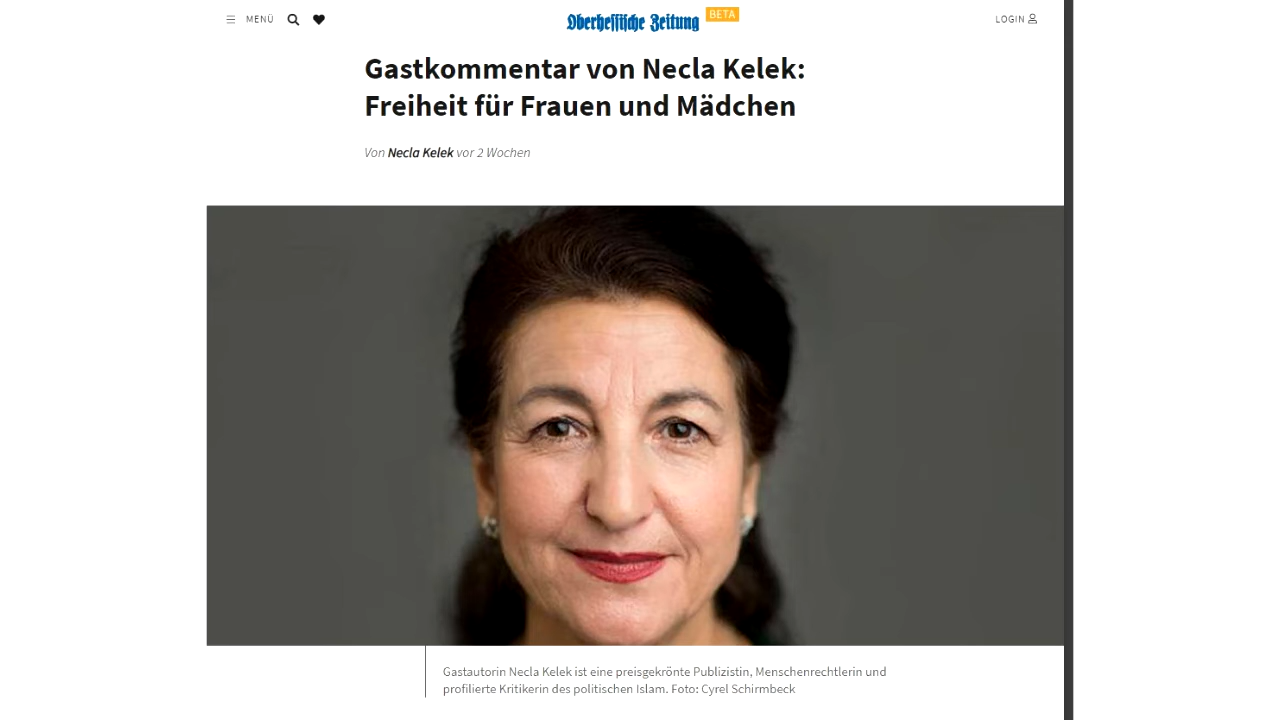 MENÜ
Oberhessische Zeitung BETA
LOGIN
Gastkommentar von Necla Kelek:
Freiheit für Frauen und Mädchen
Von Necla Kelek vor 2 Wochen
Gastautorin Necla Kelek ist eine preisgekrönte Publizistin, Menschenrechtlerin und
profilierte Kritikerin des politischen Islam. Foto: Cyrel Schirmbeck